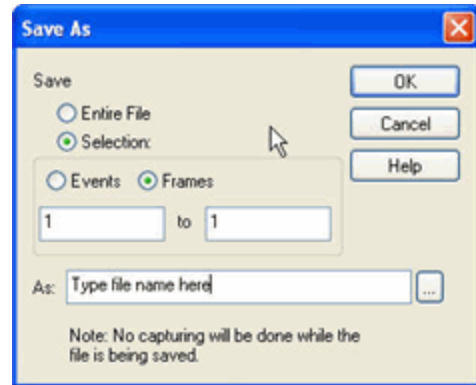 Save As
Save
OK
Entire File
Cancel
Selection:
Help
Events Frames
1 to 1
As: Type file name here ...
Note: No capturing will be done while the
file is being saved.